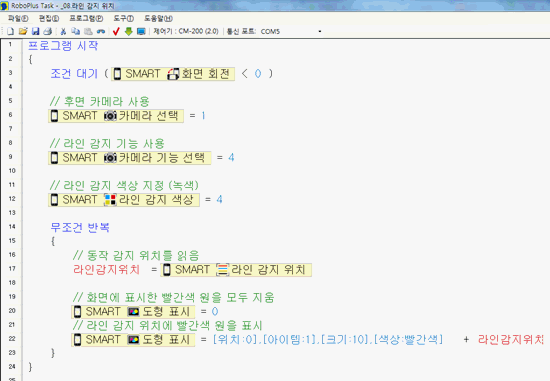 RoboPlus Task - _08 라인 감지 위치
파일(F) 편집(E) 프로그램(P) 도구(T) 도움말(H)
제어기 : CM-200 (2.0) 통신 포트: COM5
1 프로그램 시작
2 {
3 조건 대기 ( SMART 화면 회전 < 0 )
4
5 // 후면 카메라 사용
6 SMART 카메라 선택 = 1
7
8 // 라인 감지 기능 사용
9 SMART 카메라 기능 선택 = 4
10
11 // 라인 감지 색상 지정 (녹색)
12 SMART 라인 감지 색상 = 4
13
14 무조건 반복
15 {
16 // 동작 감지 위치를 읽음
17 라인감지위치 = SMART 라인 감지 위치
18
19 // 화면에 표시한 빨간색 원을 모두 지움
20 SMART 도형 표시 = 0
21 // 라인 감지 위치에 빨간색 원을 표시
22 SMART 도형 표시 = [위치:0],[아이템:1],[크기:10],[색상:빨간색] + 라인감지위치
23 }
24 }
25